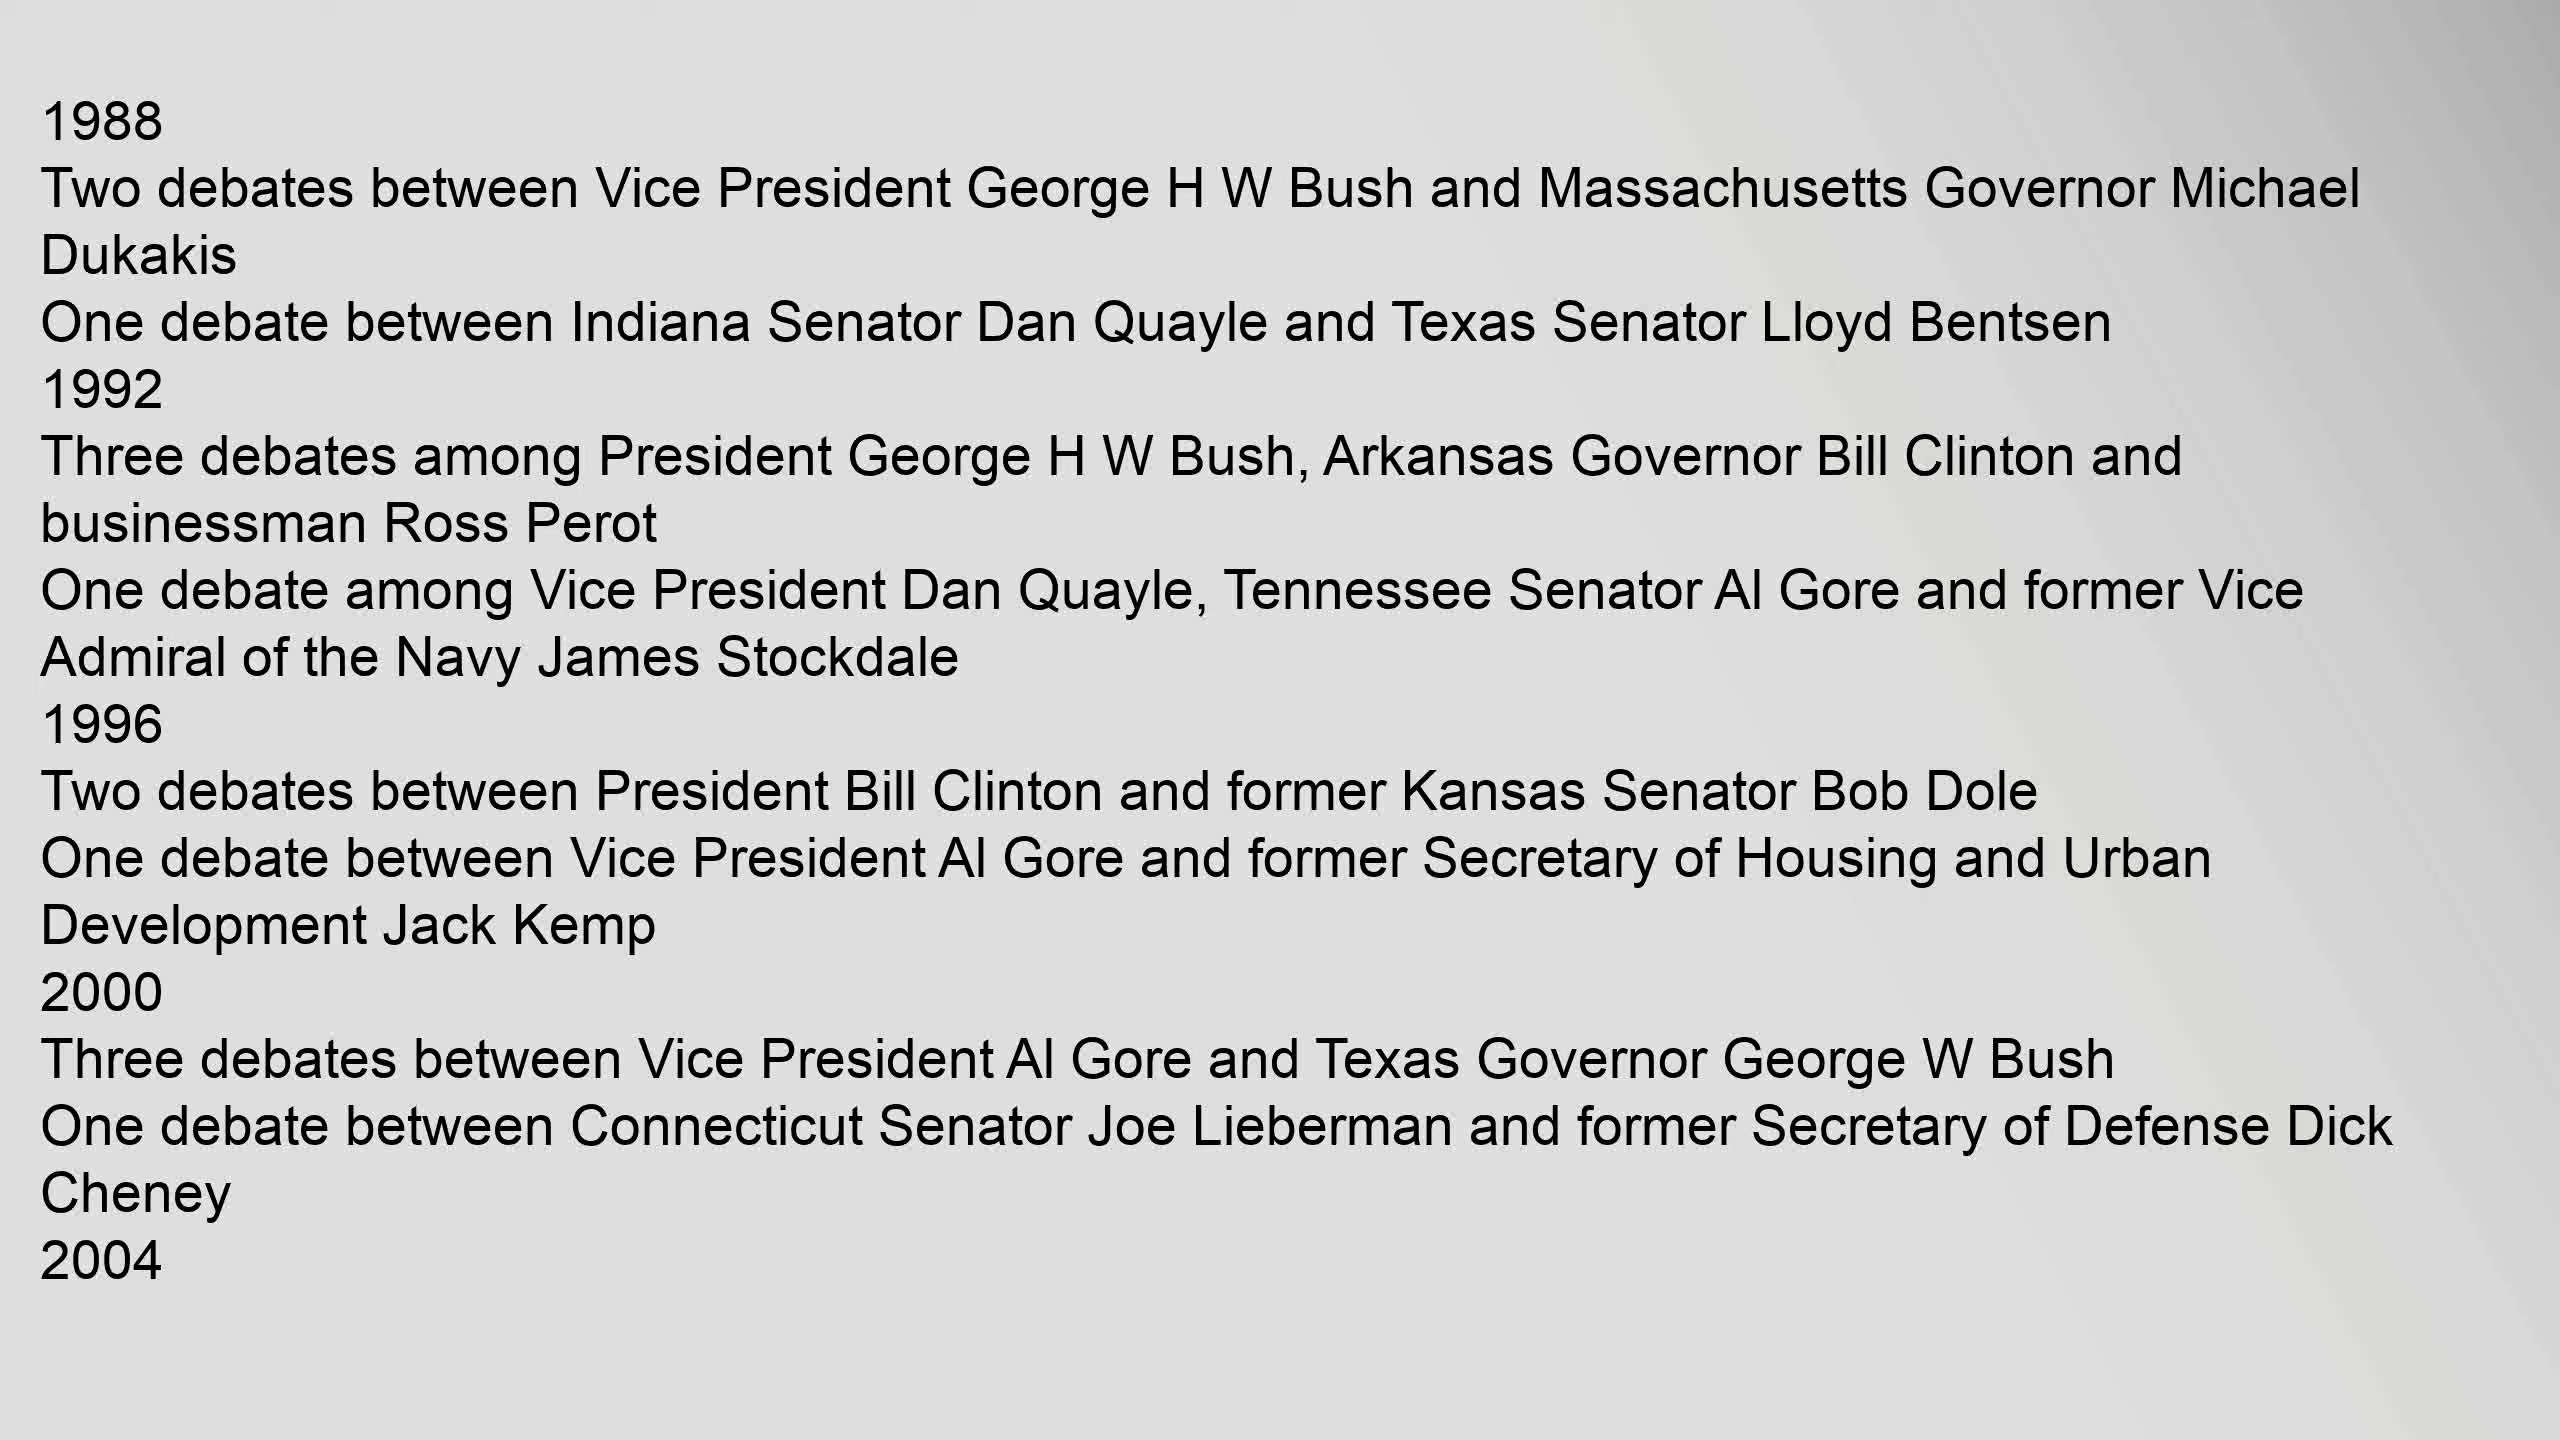 1988
Two debates between Vice President George H W Bush and Massachusetts Governor Michael
Dukakis
One debate between Indiana Senator Dan Quayle and Texas Senator Lloyd Bentsen
1992
Three debates among President George H W Bush, Arkansas Governor Bill Clinton and
businessman Ross Perot
One debate among Vice President Dan Quayle, Tennessee Senator Al Gore and former Vice
Admiral of the Navy James Stockdale
1996
Two debates between President Bill Clinton and former Kansas Senator Bob Dole
One debate between Vice President Al Gore and former Secretary of Housing and Urban
Development Jack Kemp
2000
Three debates between Vice President Al Gore and Texas Governor George W Bush
One debate between Connecticut Senator Joe Lieberman and former Secretary of Defense Dick
Cheney
2004